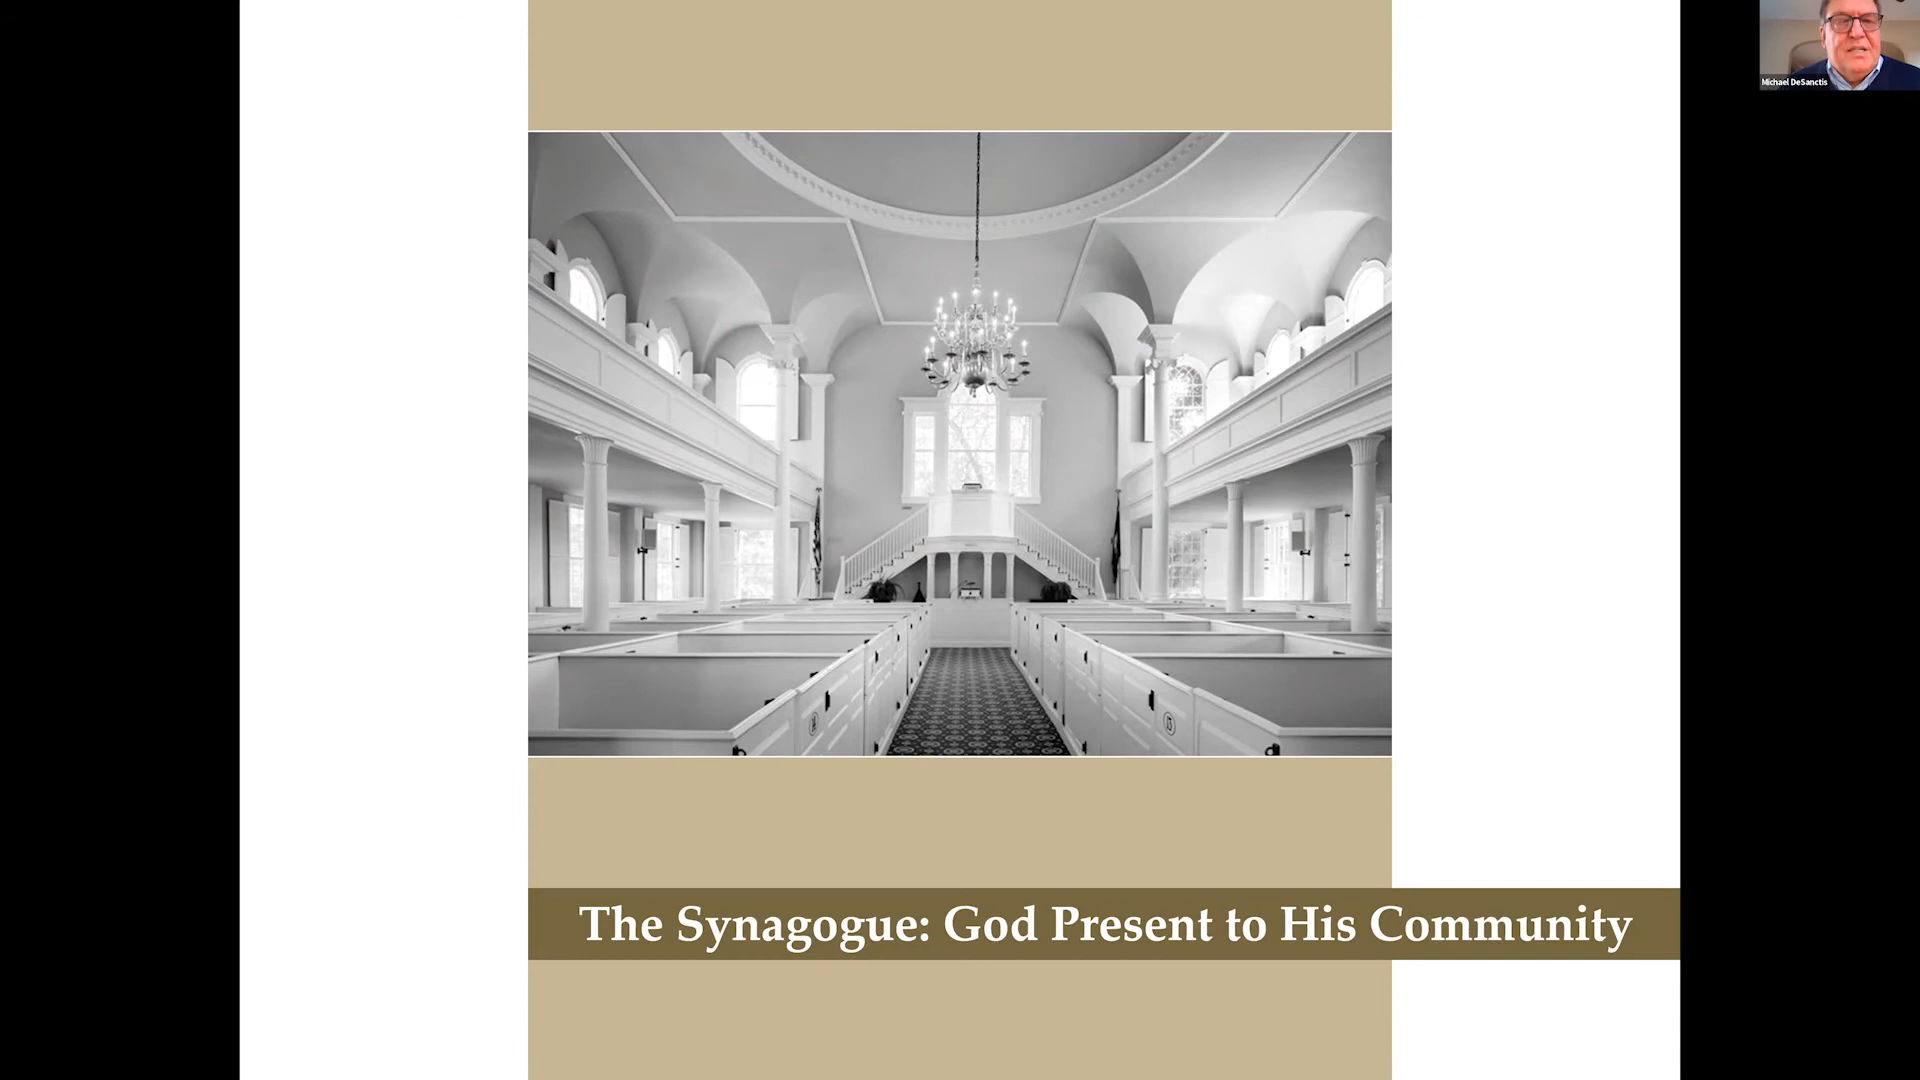 Michael DeSanctis
The Synagogue: God Present to His Community